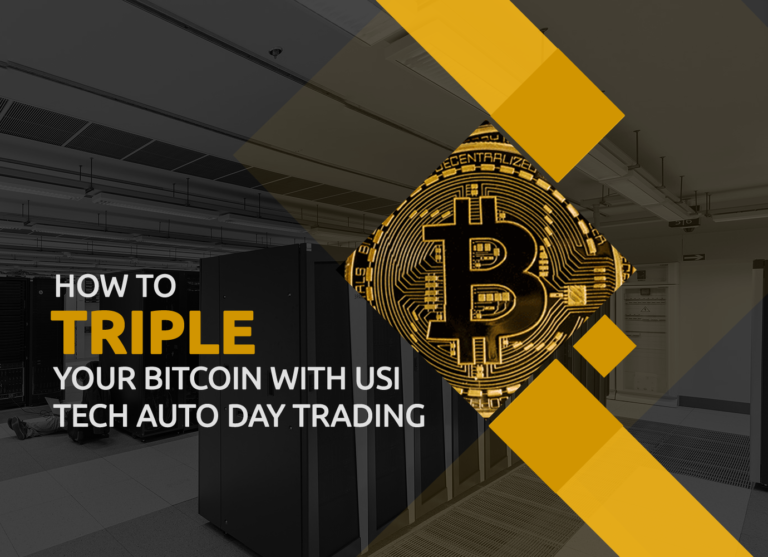 DECENTRALIZED
HOW TO
TRIPLE
YOUR BITCOIN WITH USI
TECH AUTO DAY TRADING